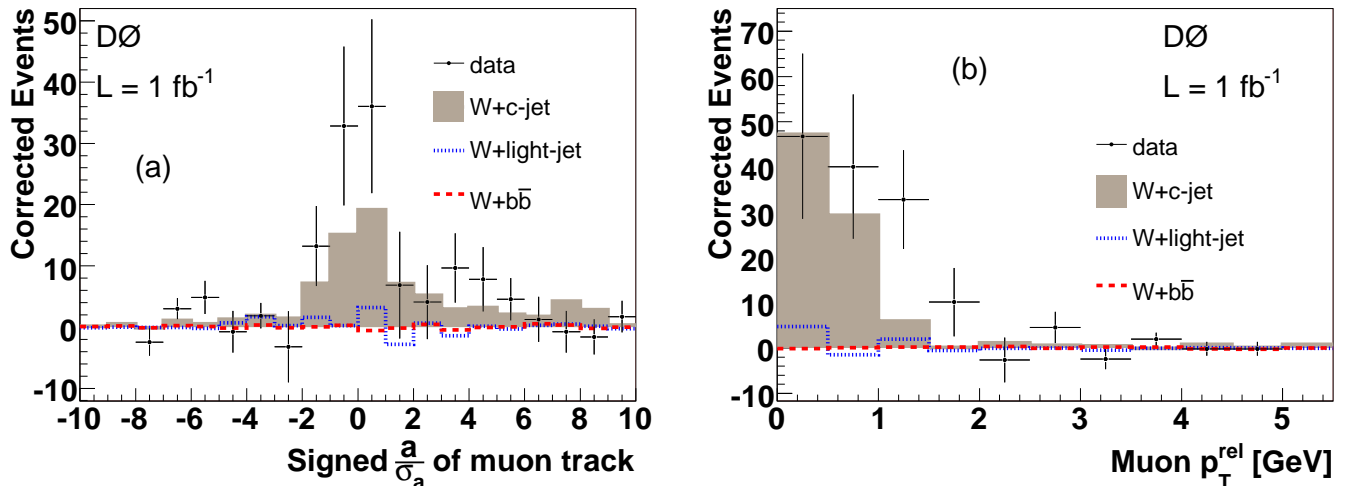 Corrected Events
50
40
30
20
10
0
-10
DØ
L = 1 fb⁻¹
(a)
data
W+c-jet
W+light-jet
W+bb̅
-10 -8 -6 -4 -2 0 2 4 6 8 10
Signed a/σₐ of muon track
Corrected Events
70
60
50
40
30
20
10
0
-10
(b)
DØ
L = 1 fb⁻¹
data
W+c-jet
W+light-jet
W+bb̅
0 1 2 3 4 5
Muon p_T^rel [GeV]